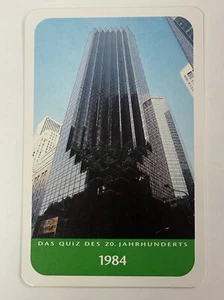 DAS QUIZ DES 20. JAHRHUNDERTS
1984